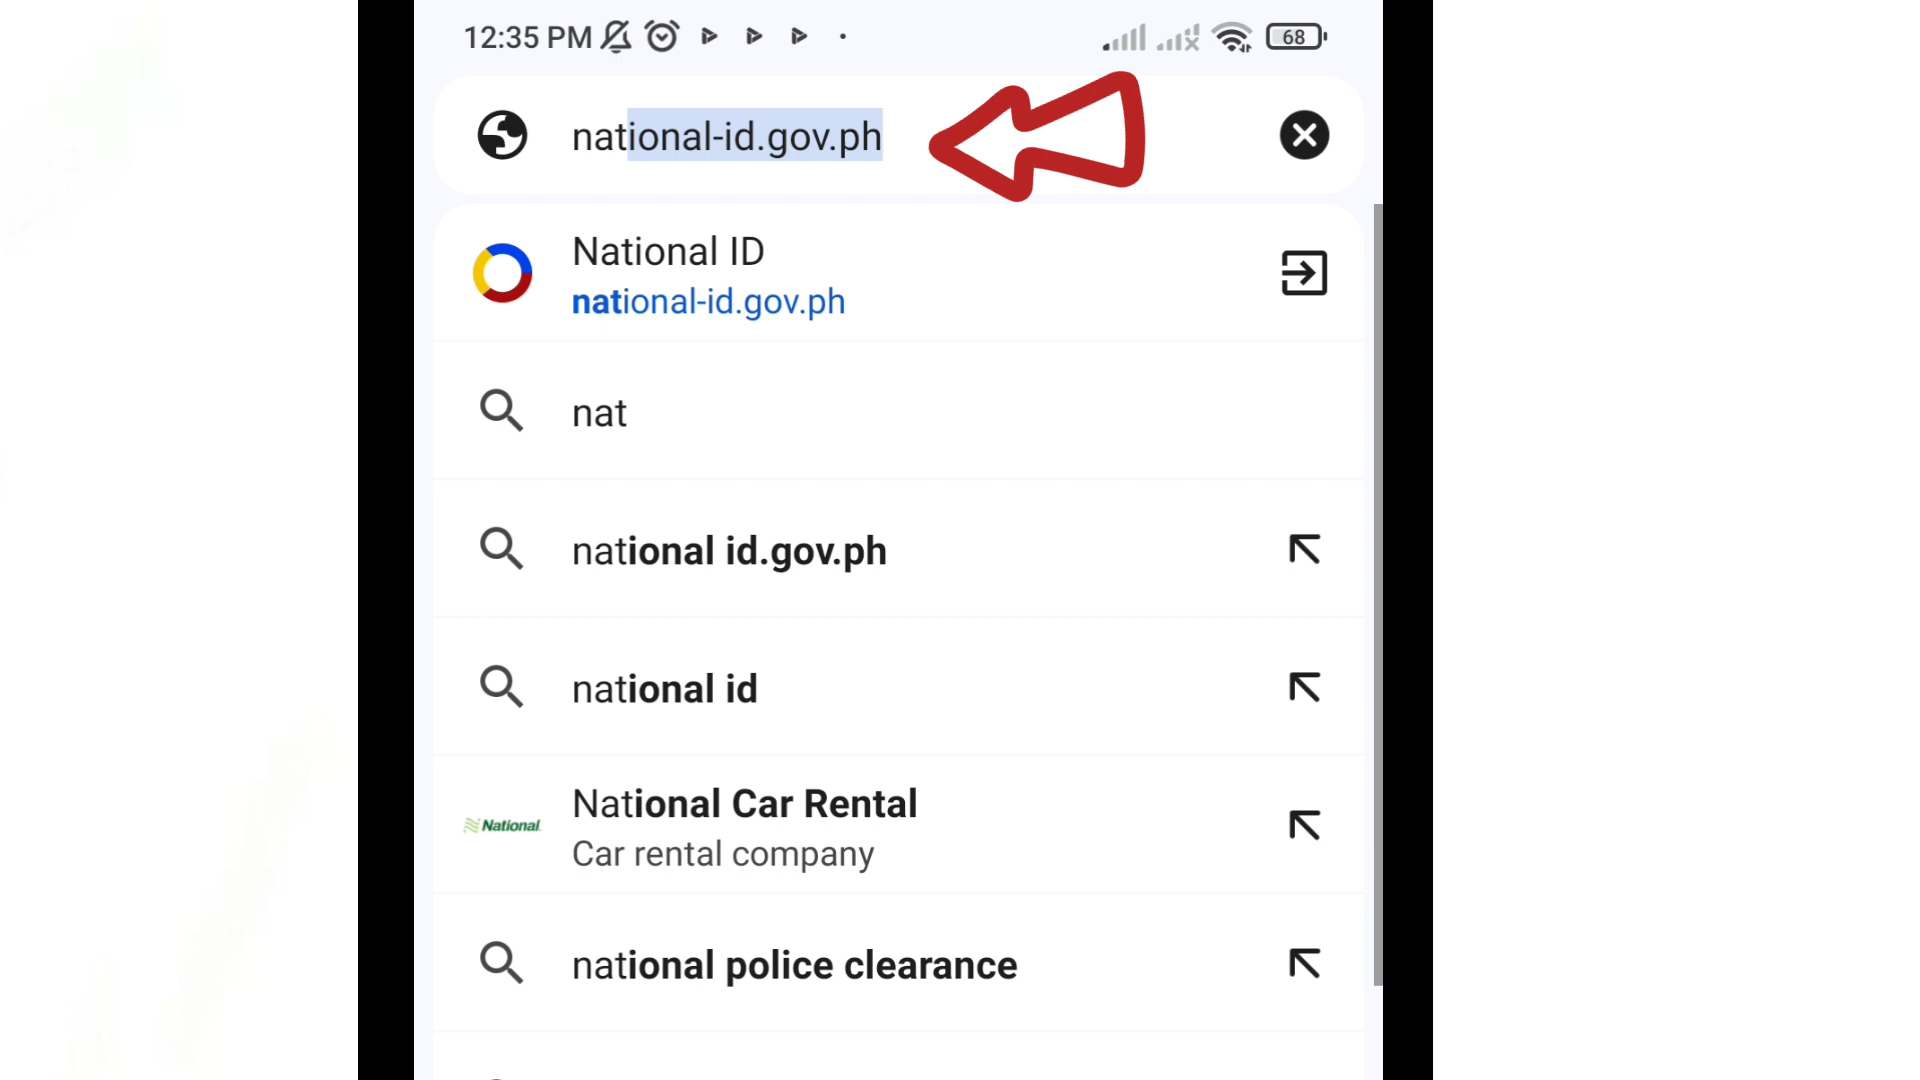 12:35 PM
68
national-id.gov.ph
National ID
national-id.gov.ph
nat
national id.gov.ph
national id
National
National Car Rental
Car rental company
national police clearance